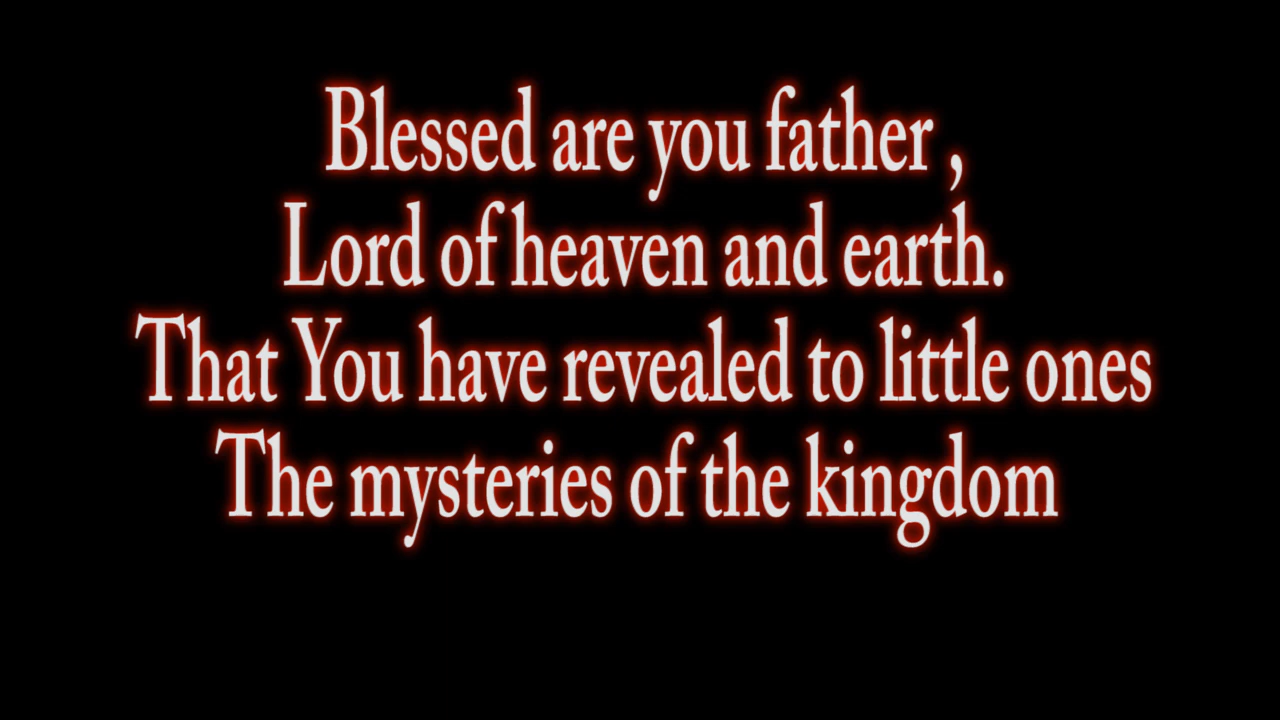 Blessed are you father ,
Lord of heaven and earth.
That You have revealed to little ones
The mysteries of the kingdom